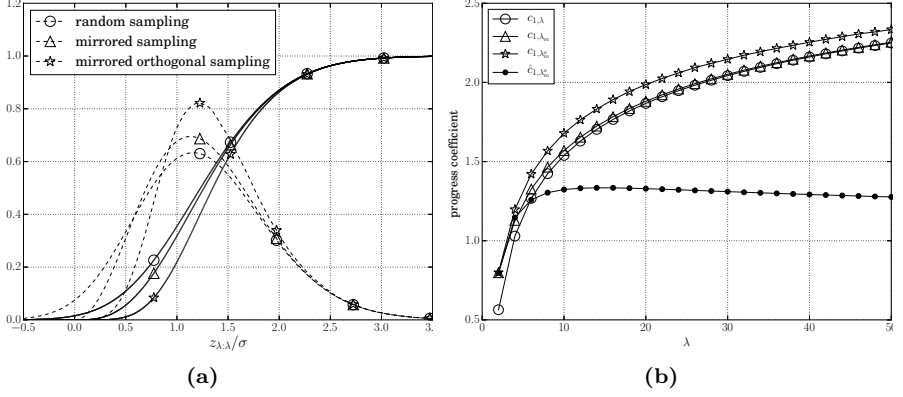 1.2
1.0
0.8
0.6
0.4
0.2
0.0
−0.5 0.0 0.5 1.0 1.5 2.0 2.5 3.0 3.5
z_{λ:λ}/σ
random sampling
mirrored sampling
mirrored orthogonal sampling
(a)
progress coefficient
2.5
2.0
1.5
1.0
0.5
0 10 20 30 40 50
λ
c_{1,λ}
c_{1,λ_m}
c_{1,λ_m^o}
ĉ_{1,λ_m^o}
(b)